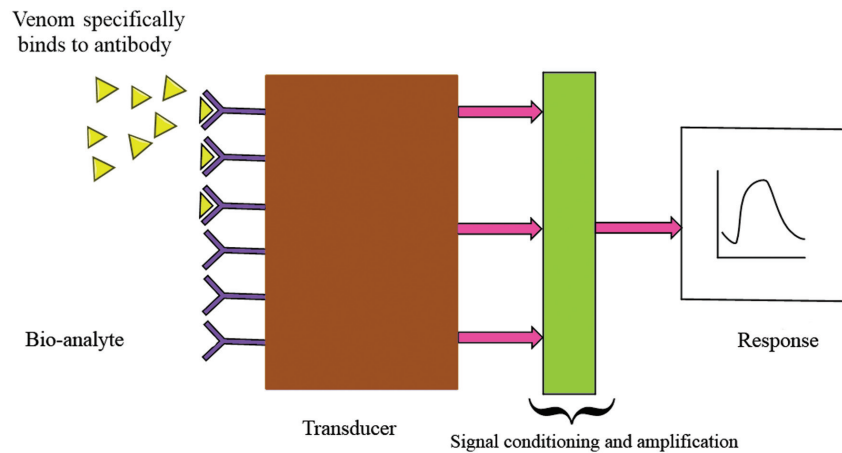 Venom specifically
binds to antibody
Bio-analyte
Transducer
Signal conditioning and amplification
Response